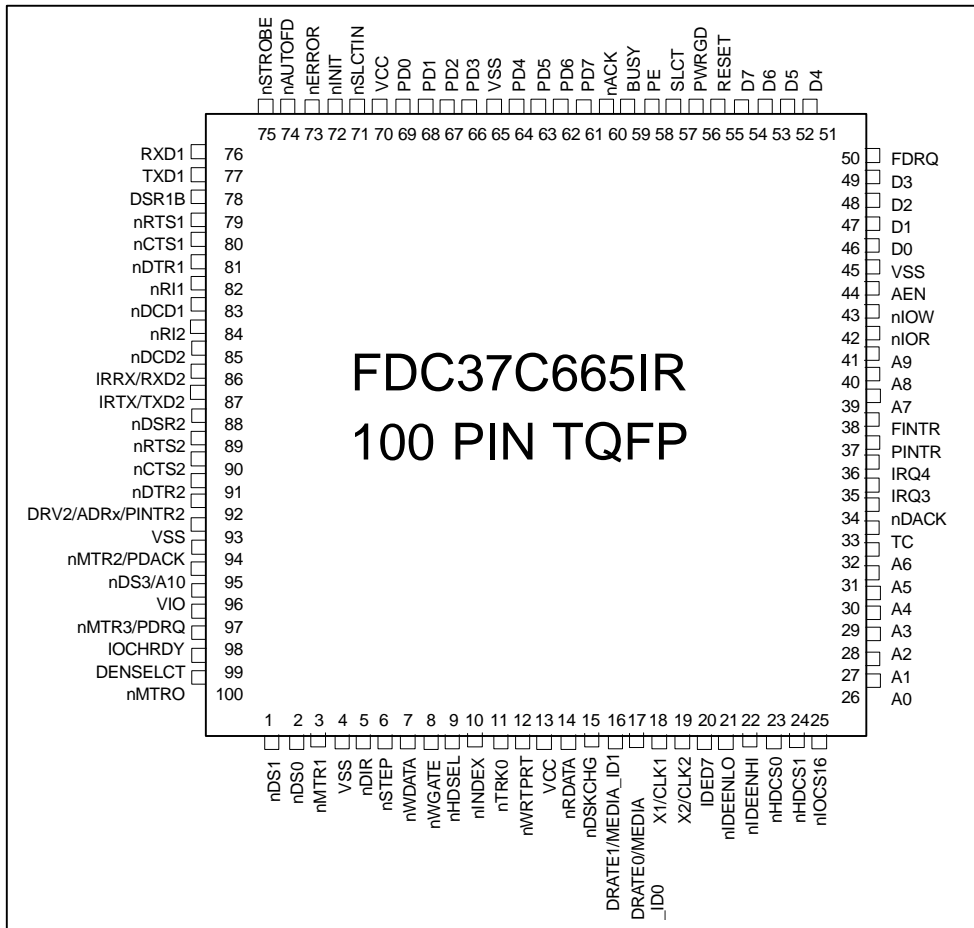 nSTROBE
nAUTOFD
nERROR
nINIT
nSLCTIN
VCC
PD0
PD1
PD2
PD3
VSS
PD4
PD5
PD6
PD7
nACK
BUSY
PE
SLCT
PWRGD
RESET
D7
D6
D5
D4
75 74 73 72 71 70 69 68 67 66 65 64 63 62 61 60 59 58 57 56 55 54 53 52 51
RXD1 76
TXD1 77
DSR1B 78
nRTS1 79
nCTS1 80
nDTR1 81
nRI1 82
nDCD1 83
nRI2 84
nDCD2 85
IRRX/RXD2 86
IRTX/TXD2 87
nDSR2 88
nRTS2 89
nCTS2 90
nDTR2 91
DRV2/ADRx/PINTR2 92
VSS 93
nMTR2/PDACK 94
nDS3/A10 95
VIO 96
nMTR3/PDRQ 97
IOCHRDY 98
DENSELCT 99
nMTRO 100
FDC37C665IR
100 PIN TQFP
50 FDRQ
49 D3
48 D2
47 D1
46 D0
45 VSS
44 AEN
43 nIOW
42 nIOR
41 A9
40 A8
39 A7
38 FINTR
37 PINTR
36 IRQ4
35 IRQ3
34 nDACK
33 TC
32 A6
31 A5
30 A4
29 A3
28 A2
27 A1
26 A0
1 2 3 4 5 6 7 8 9 10 11 12 13 14 15 16 17 18 19 20 21 22 23 24 25
nDS1
nDS0
nMTR1
VSS
nDIR
nSTEP
nWDATA
nWGATE
nHDSEL
nINDEX
nTRK0
nWRTPRT
VCC
nRDATA
nDSKCHG
DRATE1/MEDIA_ID1
DRATE0/MEDIA
_ID0
X1/CLK1
X2/CLK2
IDED7
nIDEENLO
nIDEENHI
nHDCS0
nHDCS1
nIOCS16